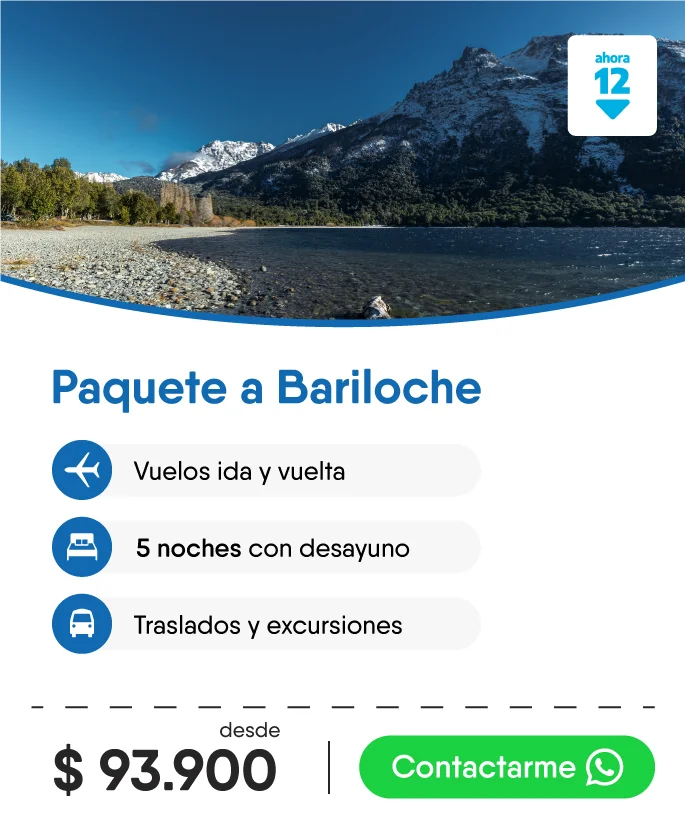 ahora
12
Paquete a Bariloche
Vuelos ida y vuelta
5 noches con desayuno
Traslados y excursiones
desde
$ 93.900
Contactarme